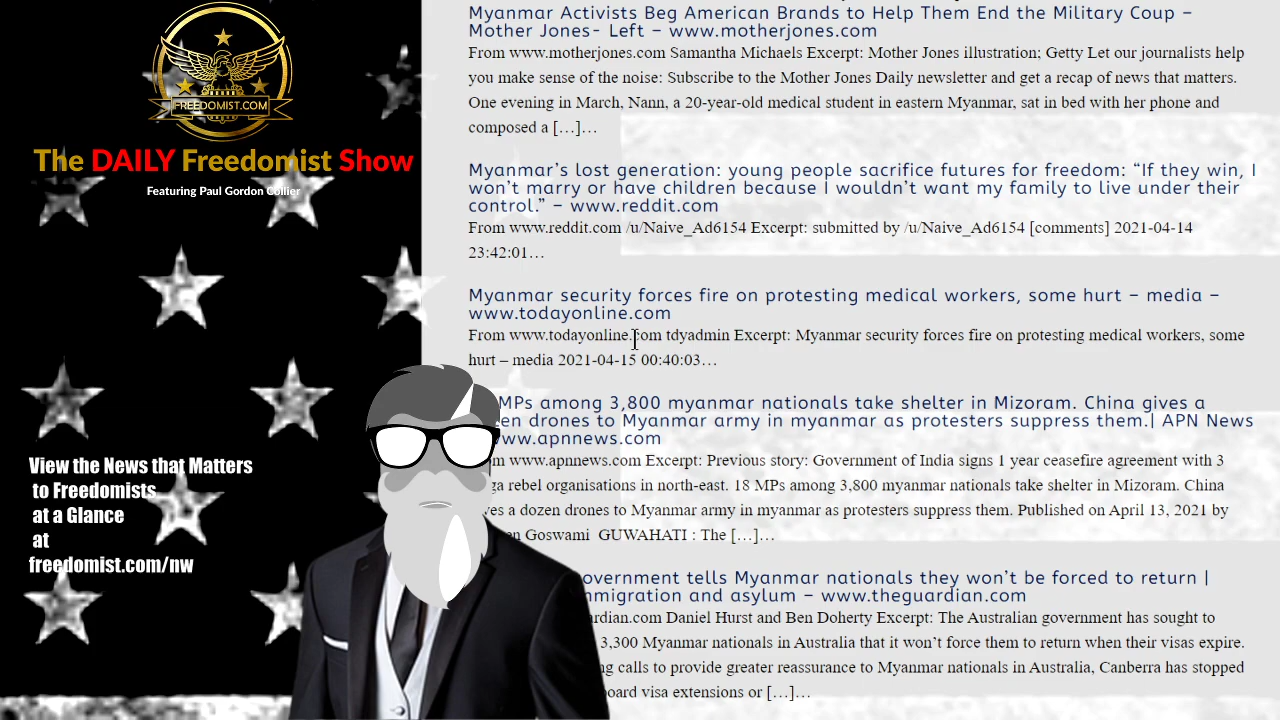 FREEDOMIST.COM
The DAILY Freedomist Show
Featuring Paul Gordon Collier
View the News that Matters
to Freedomists
at a Glance
at
freedomist.com/nw
Myanmar Activists Beg American Brands to Help Them End the Military Coup –
Mother Jones- Left – www.motherjones.com
From www.motherjones.com Samantha Michaels Excerpt: Mother Jones illustration; Getty Let our journalists help
you make sense of the noise: Subscribe to the Mother Jones Daily newsletter and get a recap of news that matters.
One evening in March, Nann, a 20-year-old medical student in eastern Myanmar, sat in bed with her phone and
composed a […]…
Myanmar’s lost generation: young people sacrifice futures for freedom: “If they win, I
won’t marry or have children because I wouldn’t want my family to live under their
control.” – www.reddit.com
From www.reddit.com /u/Naive_Ad6154 Excerpt: submitted by /u/Naive_Ad6154 [comments] 2021-04-14
23:42:01…
Myanmar security forces fire on protesting medical workers, some hurt – media –
www.todayonline.com
From www.todayonline.com tdyadmin Excerpt: Myanmar security forces fire on protesting medical workers, some
hurt – media 2021-04-15 00:40:03…
MPs among 3,800 myanmar nationals take shelter in Mizoram. China gives a
drones to Myanmar army in myanmar as protesters suppress them.| APN News
www.apnnews.com
www.apnnews.com Excerpt: Previous story: Government of India signs 1 year ceasefire agreement with 3
rebel organisations in north-east. 18 MPs among 3,800 myanmar nationals take shelter in Mizoram. China
a dozen drones to Myanmar army in myanmar as protesters suppress them. Published on April 13, 2021 by
Goswami GUWAHATI : The […]…
government tells Myanmar nationals they won’t be forced to return |
immigration and asylum – www.theguardian.com
Daniel Hurst and Ben Doherty Excerpt: The Australian government has sought to
3,300 Myanmar nationals in Australia that it won’t force them to return when their visas expire.
calls to provide greater reassurance to Myanmar nationals in Australia, Canberra has stopped
visa extensions or […]…